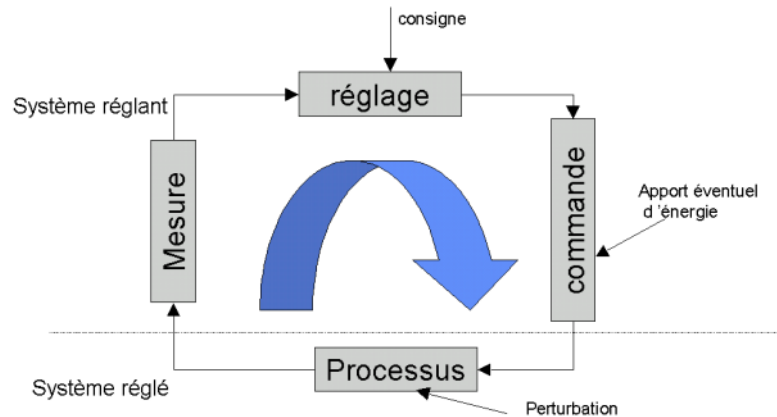 consigne
réglage
Système réglant
Mesure
commande
Apport éventuel
d 'énergie
Processus
Système réglé
Perturbation